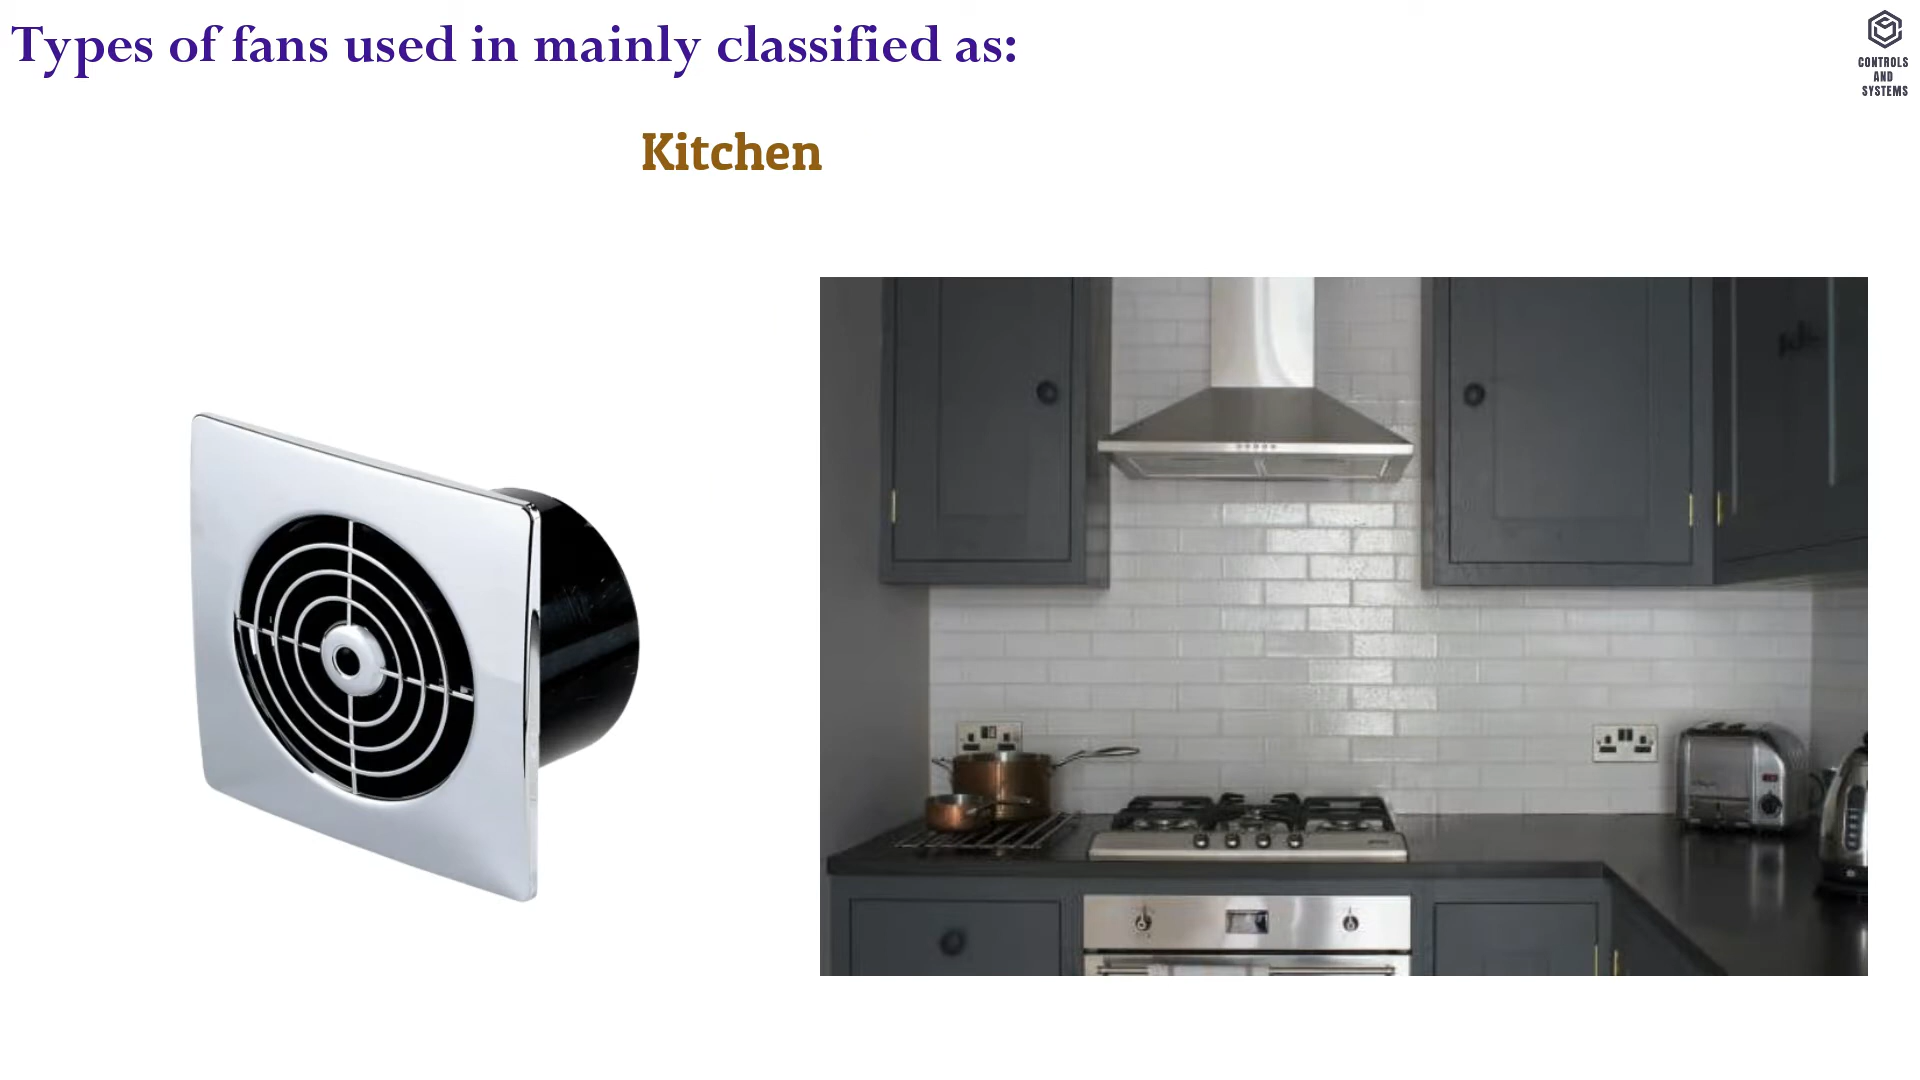 Types of fans used in mainly classified as:
CONTROLS
AND
SYSTEMS
Kitchen